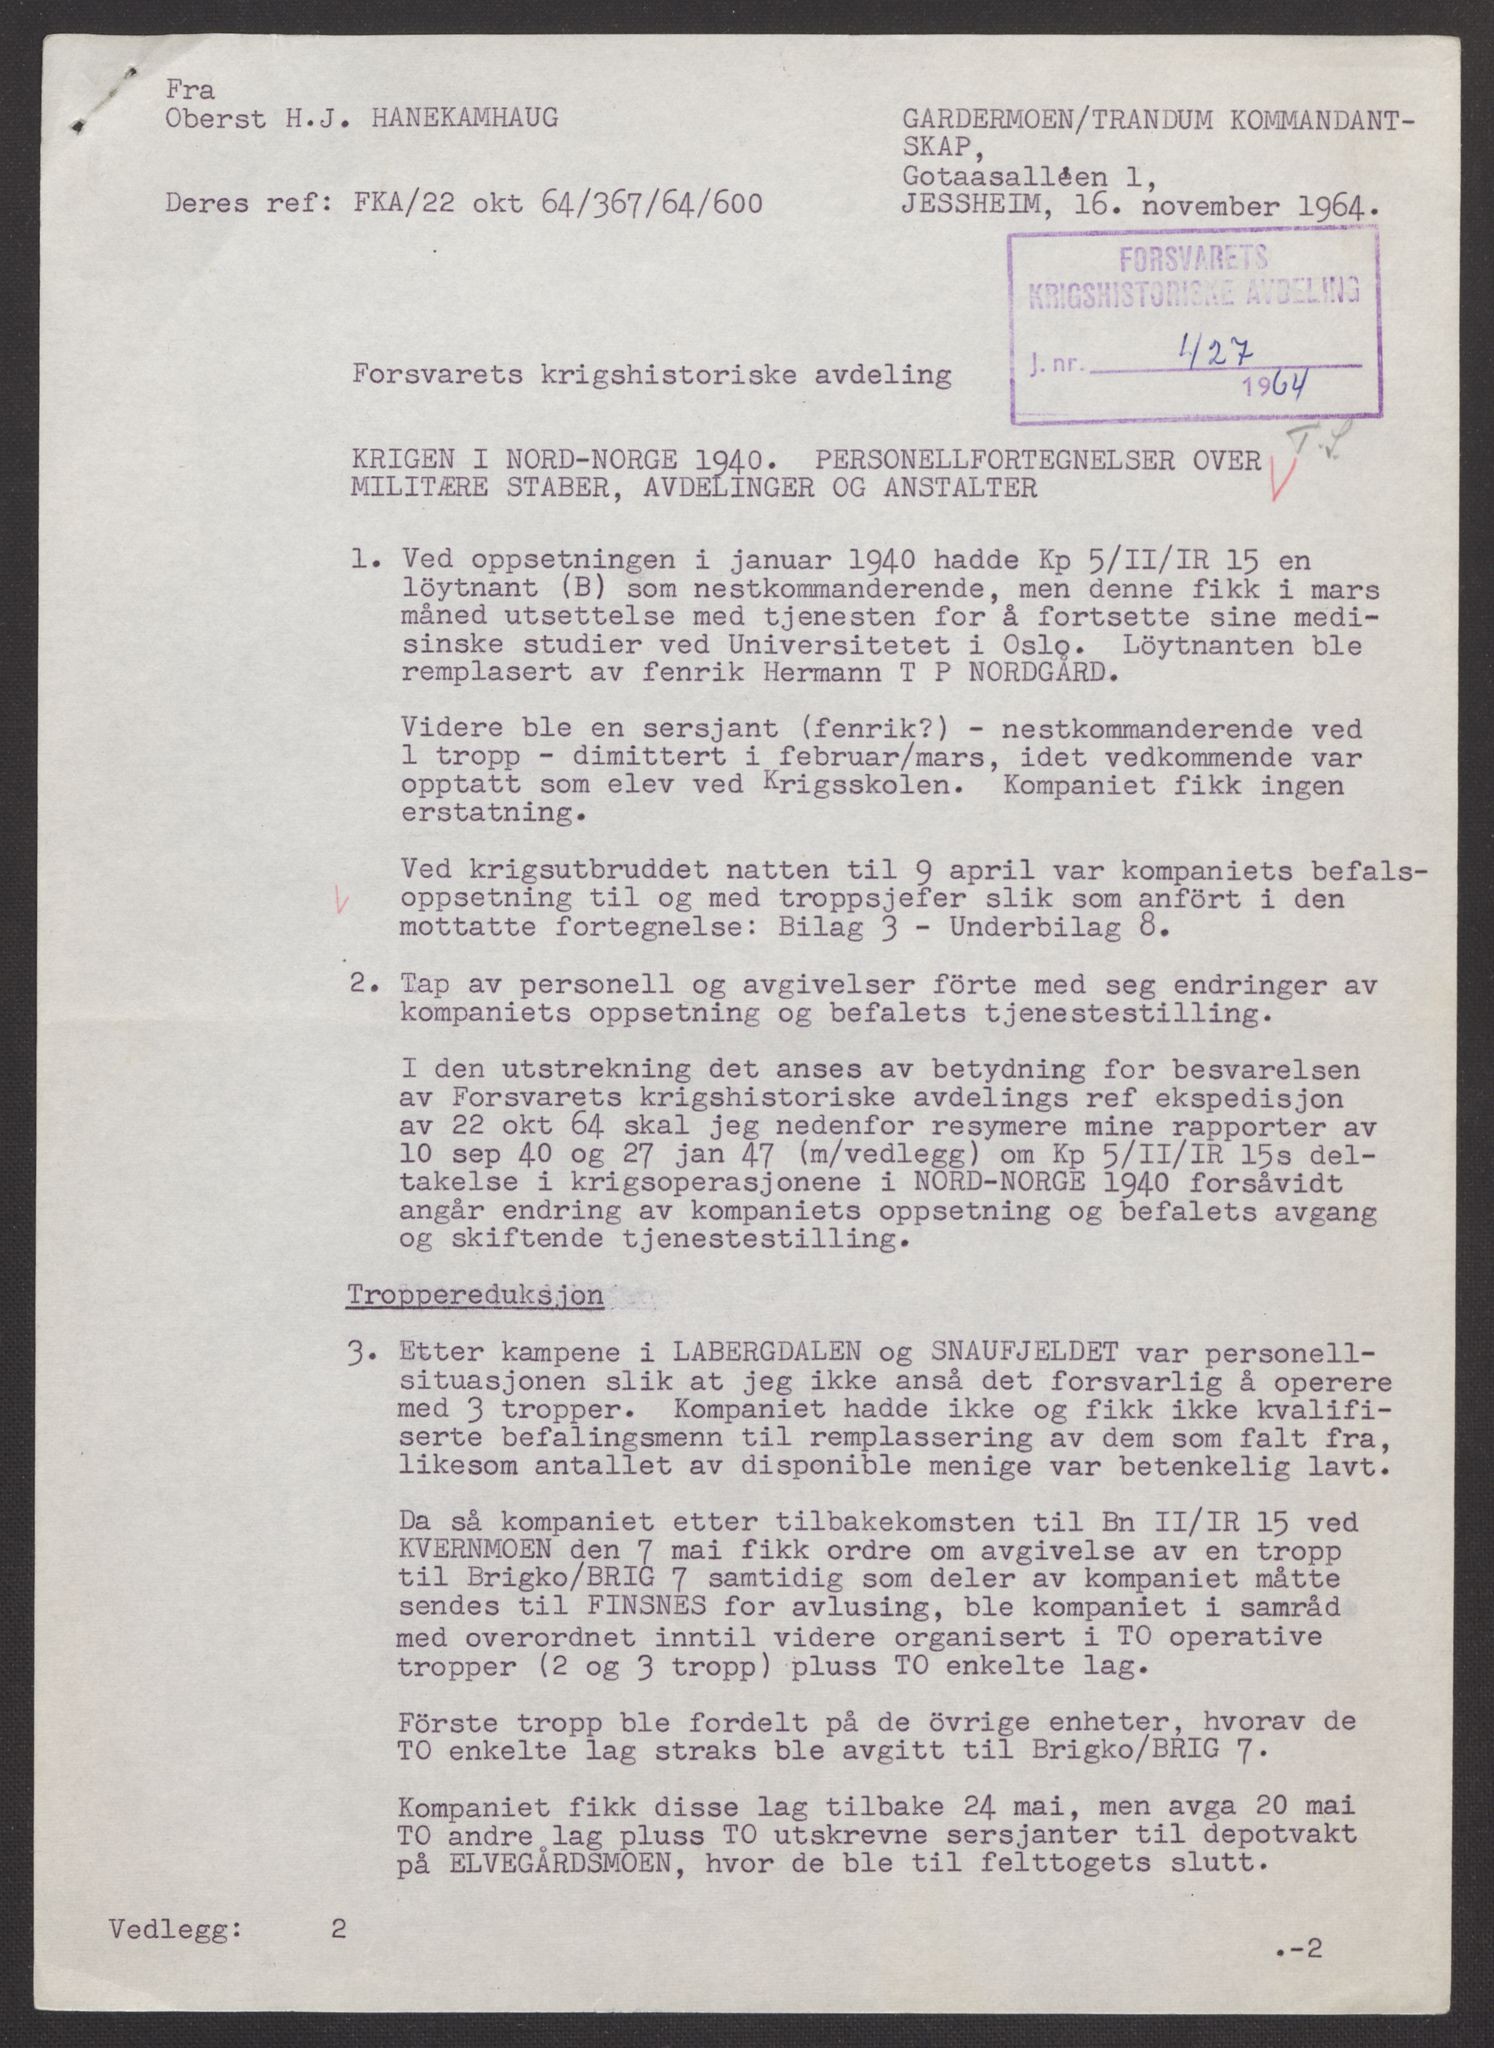 Fra
Oberst H.J. HANEKAMHAUG
GARDERMOEN/TRANDUM KOMMANDANT-
SKAP,
Gotaasalléen 1,
Deres ref: FKA/22 okt 64/367/64/600
JESSHEIM, 16. november 1964.
FORSVARETS
KRIGSHISTORISKE AVDELING
J. nr. 427
1964
Forsvarets krigshistoriske avdeling
T.S.
KRIGEN I NORD-NORGE 1940. PERSONELLFORTEGNELSER OVER
MILITÆRE STABER, AVDELINGER OG ANSTALTER
1. Ved oppsetningen i januar 1940 hadde Kp 5/II/IR 15 en
löytnant (B) som nestkommanderende, men denne fikk i mars
måned utsettelse med tjenesten for å fortsette sine medi-
sinske studier ved Universitetet i Oslo. Löytnanten ble
remplasert av fenrik Hermann T P NORDGÅRD.
Videre ble en sersjant (fenrik?) - nestkommanderende ved
1 tropp - dimittert i februar/mars, idet vedkommende var
opptatt som elev ved Krigsskolen. Kompaniet fikk ingen
erstatning.
Ved krigsutbruddet natten til 9 april var kompaniets befals-
oppsetning til og med troppsjefer slik som anfört i den
mottatte fortegnelse: Bilag 3 - Underbilag 8.
2. Tap av personell og avgivelser förte med seg endringer av
kompaniets oppsetning og befalets tjenestestilling.
I den utstrekning det anses av betydning for besvarelsen
av Forsvarets krigshistoriske avdelings ref ekspedisjon
av 22 okt 64 skal jeg nedenfor resymere mine rapporter av
10 sep 40 og 27 jan 47 (m/vedlegg) om Kp 5/II/IR 15s del-
takelse i krigsoperasjonene i NORD-NORGE 1940 forsåvidt
angår endring av kompaniets oppsetning og befalets avgang
og skiftende tjenestestilling.
Troppereduksjon
3. Etter kampene i LABERGDALEN og SNAUFJELDET var personell-
situasjonen slik at jeg ikke anså det forsvarlig å operere
med 3 tropper. Kompaniet hadde ikke og fikk ikke kvalifi-
serte befalingsmenn til remplassering av dem som falt fra,
likesom antallet av disponible menige var betenkelig lavt.
Da så kompaniet etter tilbakekomsten til Bn II/IR 15 ved
KVERNMOEN den 7 mai fikk ordre om avgivelse av en tropp
til Brigko/BRIG 7 samtidig som deler av kompaniet måtte
sendes til FINSNES for avlusing, ble kompaniet i samråd
med overordnet inntil videre organisert i TO operative
tropper (2 og 3 tropp) pluss TO enkelte lag.
Förste tropp ble fordelt på de övrige enheter, hvorav de
TO enkelte lag straks ble avgitt til Brigko/BRIG 7.
Kompaniet fikk disse lag tilbake 24 mai, men avga 20 mai
TO andre lag pluss TO utskrevne sersjanter til depotvakt
på ELVEGÅRDSMOEN, hvor de ble til felttogets slutt.
Vedlegg: 2
.-2